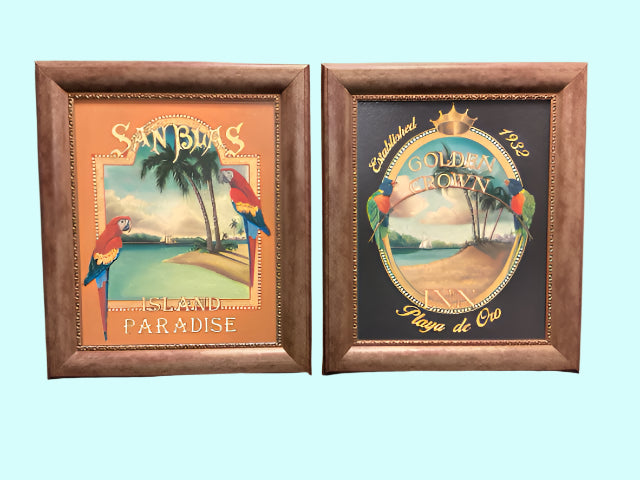 SAN BLAS
ISLAND
PARADISE
Established 1932
GOLDEN
CROWN
INN
Playa de Oro